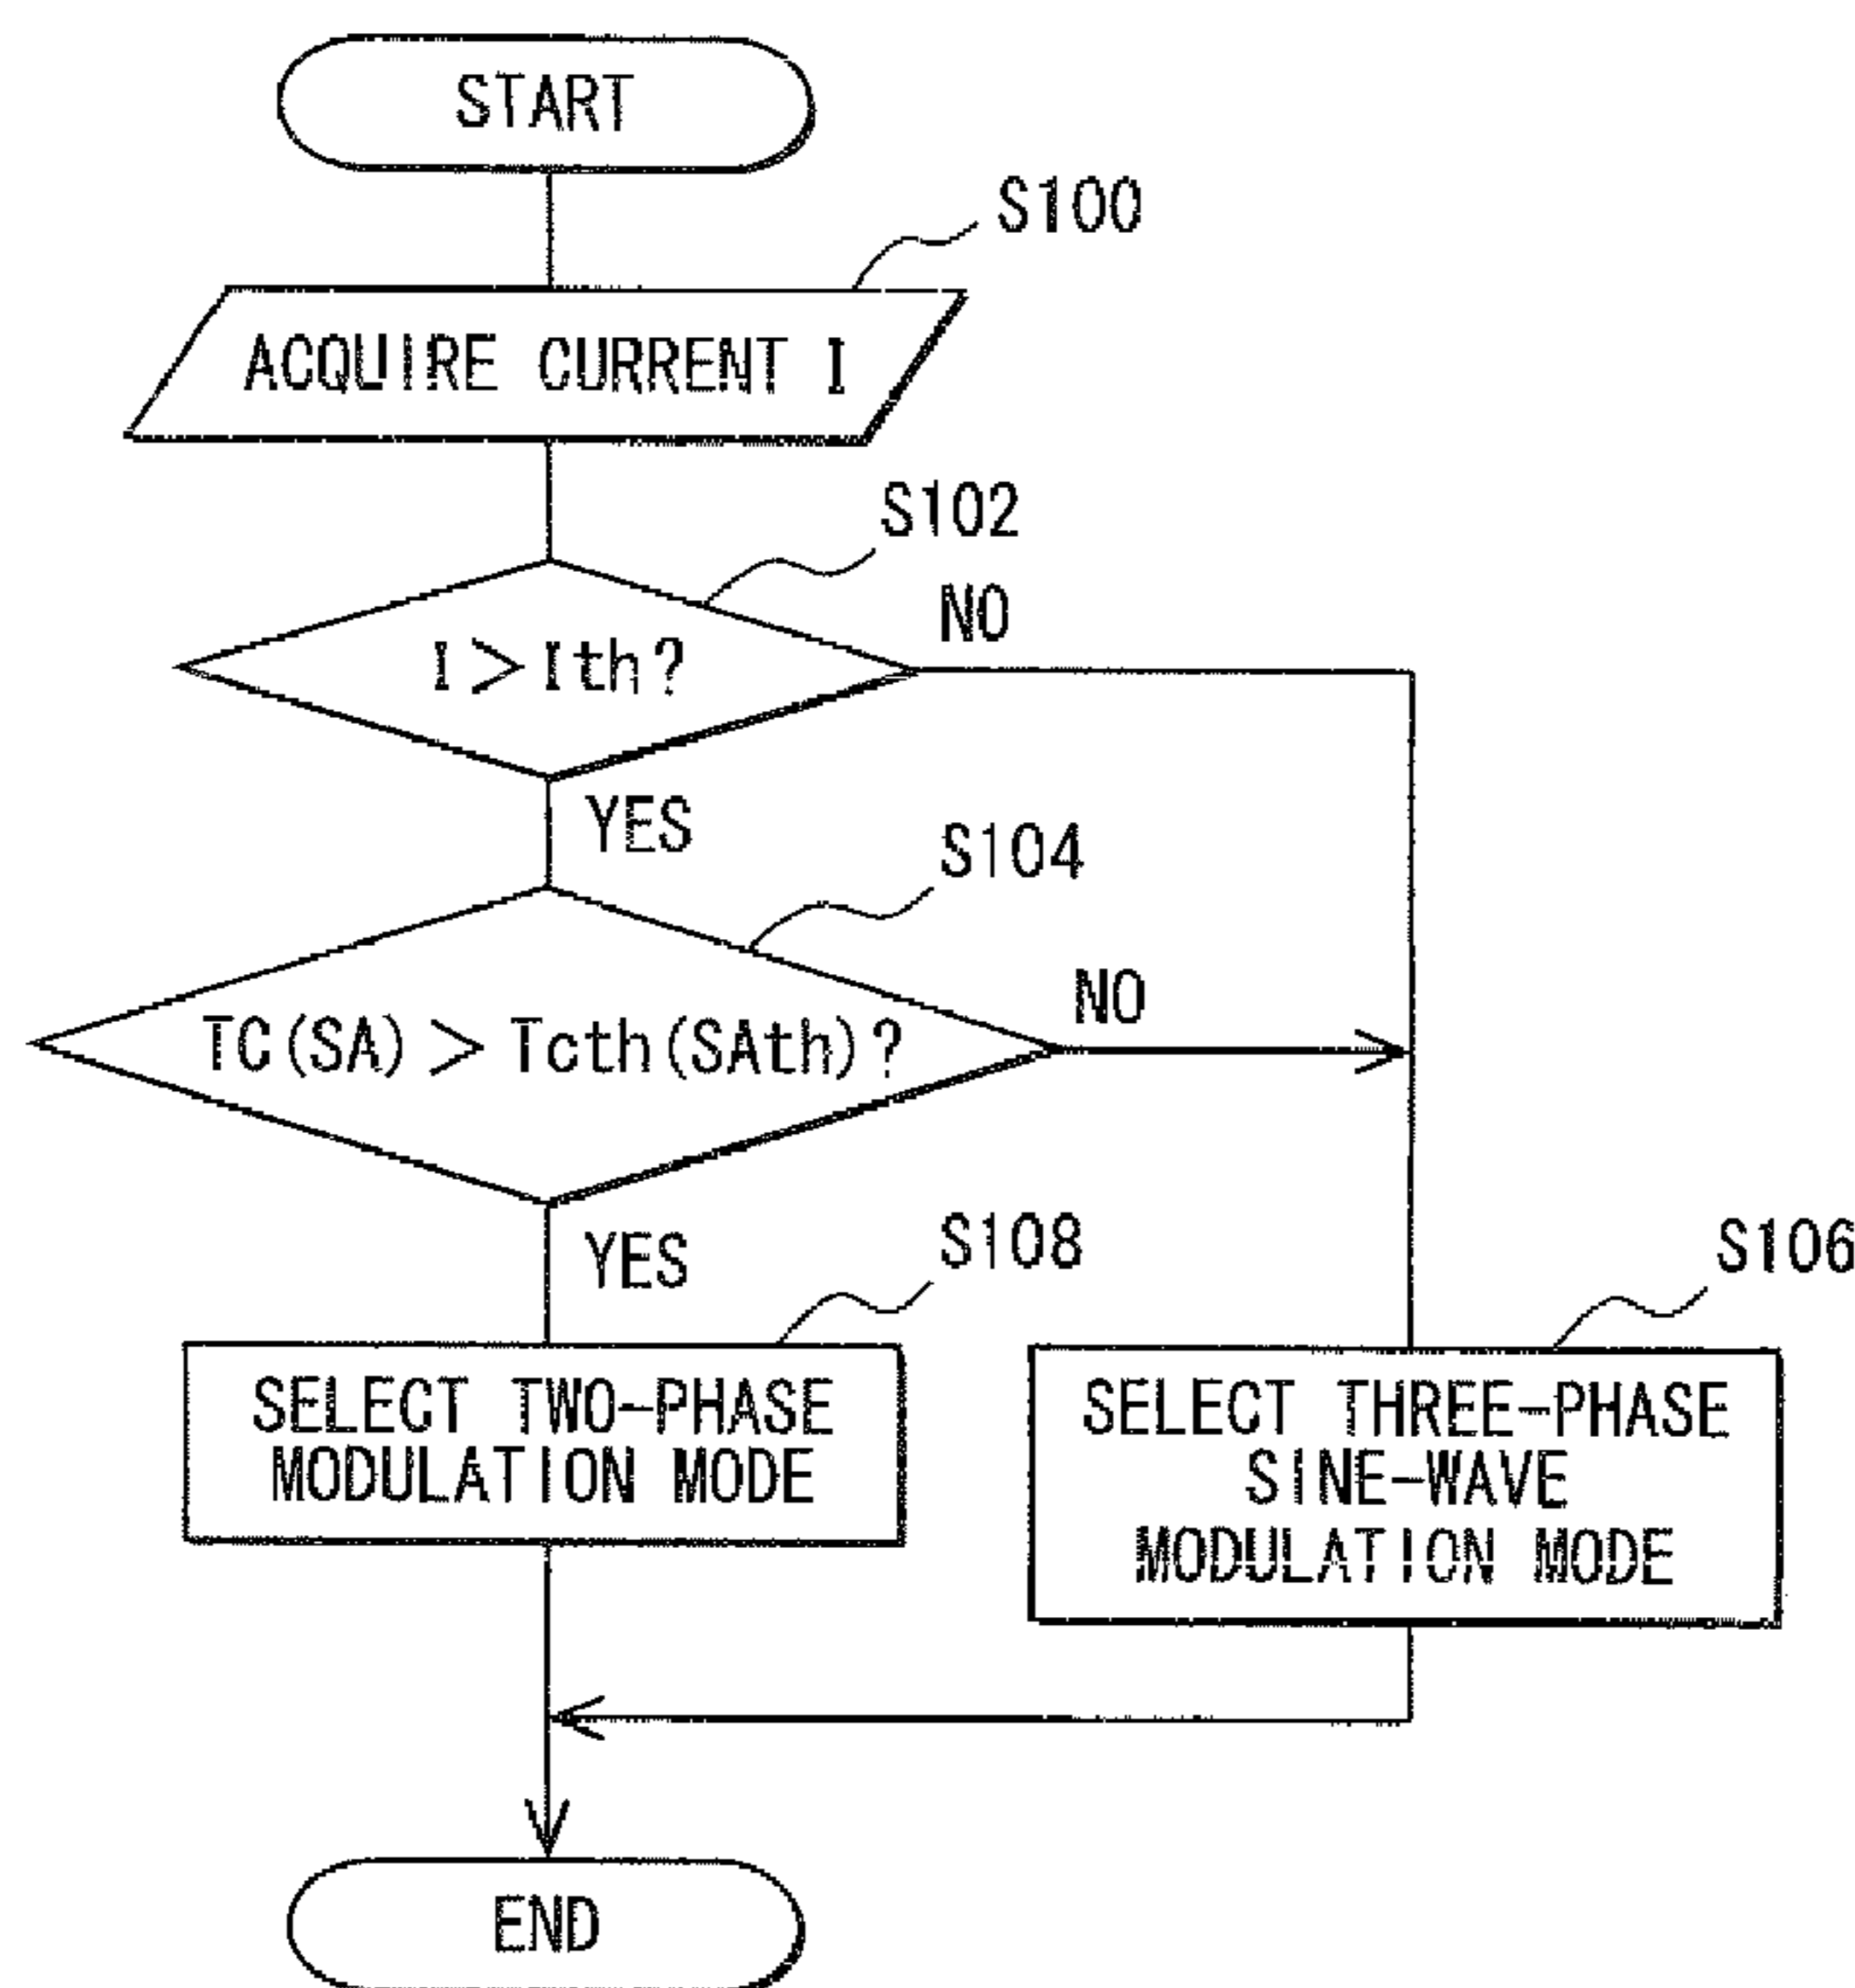 START
S100
ACQUIRE CURRENT I
S102
I>Ith?
NO
YES
S104
TC(SA)>Tcth(SAth)?
NO
YES
S108
SELECT TWO-PHASE
MODULATION MODE
S106
SELECT THREE-PHASE
SINE-WAVE
MODULATION MODE
END